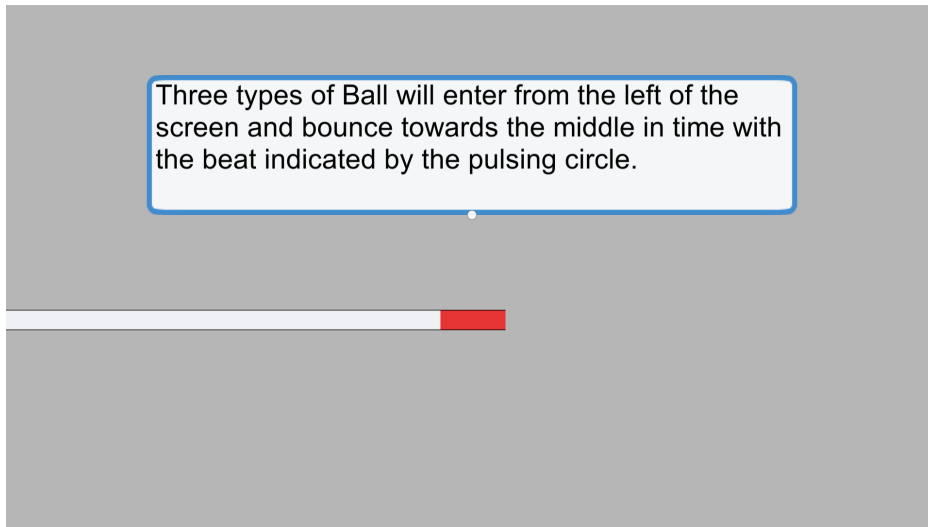 Three types of Ball will enter from the left of the
screen and bounce towards the middle in time with
the beat indicated by the pulsing circle.